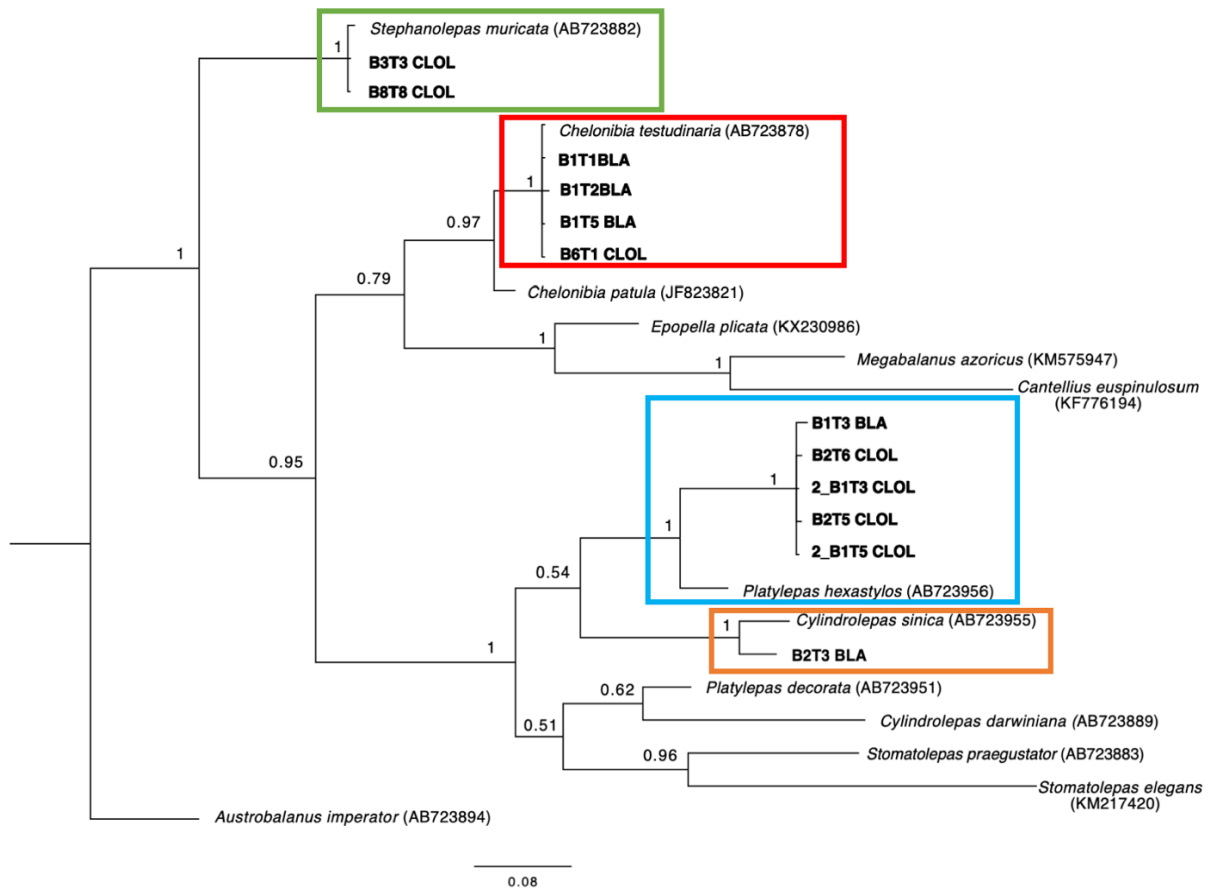 Stephanolepas muricata (AB723882)
1
B3T3 CLOL
B8T8 CLOL
Chelonibia testudinaria (AB723878)
B1T1BLA
1
B1T2BLA
B1T5 BLA
0.97
B6T1 CLOL
1
0.79
Chelonibia patula (JF823821)
Epopella plicata (KX230986)
1
Megabalanus azoricus (KM575947)
1
Cantellius euspinulosum
(KF776194)
B1T3 BLA
B2T6 CLOL
0.95
1
2_B1T3 CLOL
B2T5 CLOL
1
2_B1T5 CLOL
0.54
Platylepas hexastylos (AB723956)
Cylindrolepas sinica (AB723955)
1
B2T3 BLA
1
Platylepas decorata (AB723951)
0.62
Cylindrolepas darwiniana (AB723889)
0.51
Stomatolepas praegustator (AB723883)
0.96
Stomatolepas elegans
(KM217420)
Austrobalanus imperator (AB723894)
0.08